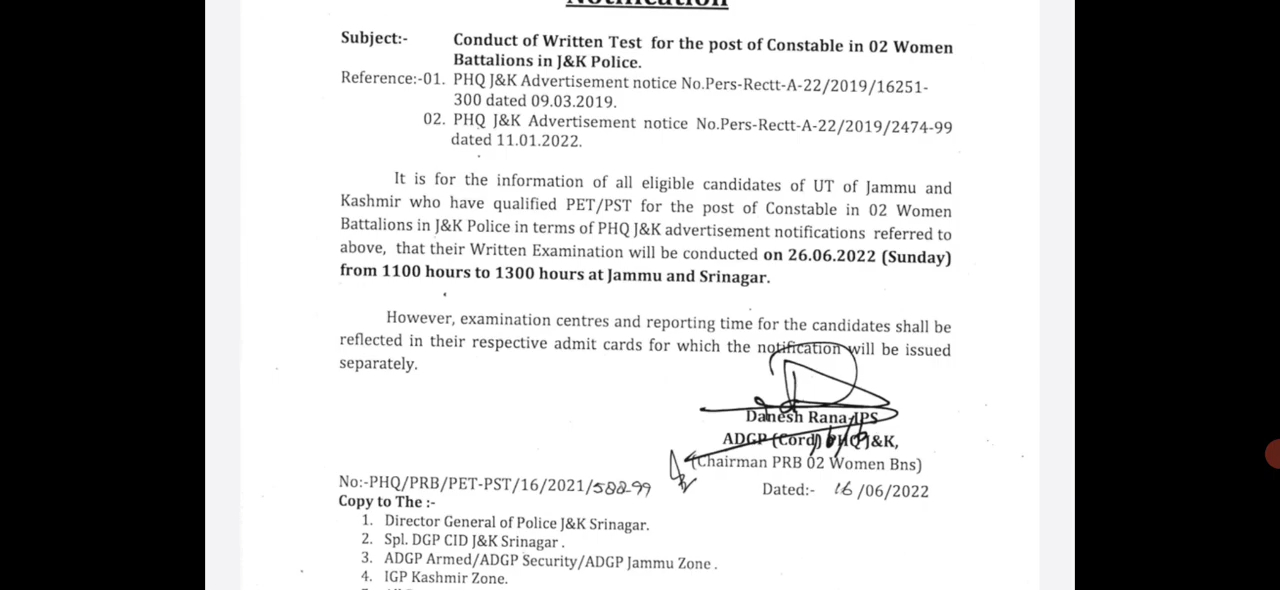 Notification
Subject:- Conduct of Written Test for the post of Constable in 02 Women
Battalions in J&K Police.
Reference:-01. PHQ J&K Advertisement notice No.Pers-Rectt-A-22/2019/16251-
300 dated 09.03.2019.
02. PHQ J&K Advertisement notice No.Pers-Rectt-A-22/2019/2474-99
dated 11.01.2022.
It is for the information of all eligible candidates of UT of Jammu and
Kashmir who have qualified PET/PST for the post of Constable in 02 Women
Battalions in J&K Police in terms of PHQ J&K advertisement notifications referred to
above, that their Written Examination will be conducted on 26.06.2022 (Sunday)
from 1100 hours to 1300 hours at Jammu and Srinagar.
However, examination centres and reporting time for the candidates shall be
reflected in their respective admit cards for which the notification will be issued
separately.
Danesh Rana-IPS
ADGP (Cord) PHQ J&K,
(Chairman PRB 02 Women Bns)
No:-PHQ/PRB/PET-PST/16/2021/588-99 Dated:- 16/06/2022
Copy to The :-
1. Director General of Police J&K Srinagar.
2. Spl. DGP CID J&K Srinagar .
3. ADGP Armed/ADGP Security/ADGP Jammu Zone .
4. IGP Kashmir Zone.